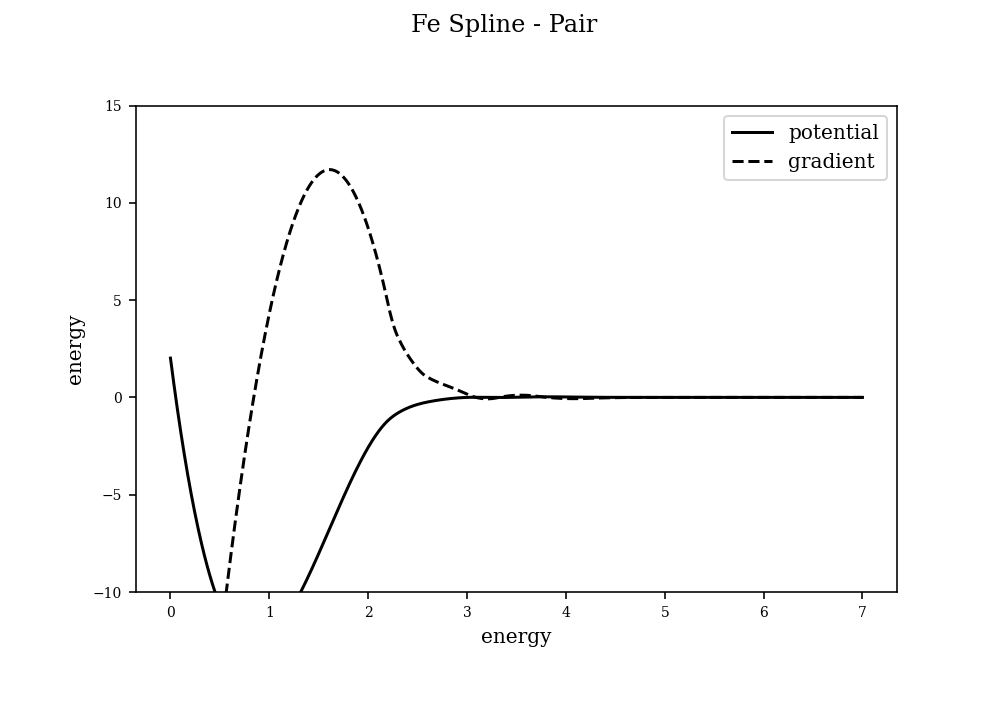 Fe Spline - Pair
15
10
5
0
−5
−10
energy
potential
gradient
0 1 2 3 4 5 6 7
energy